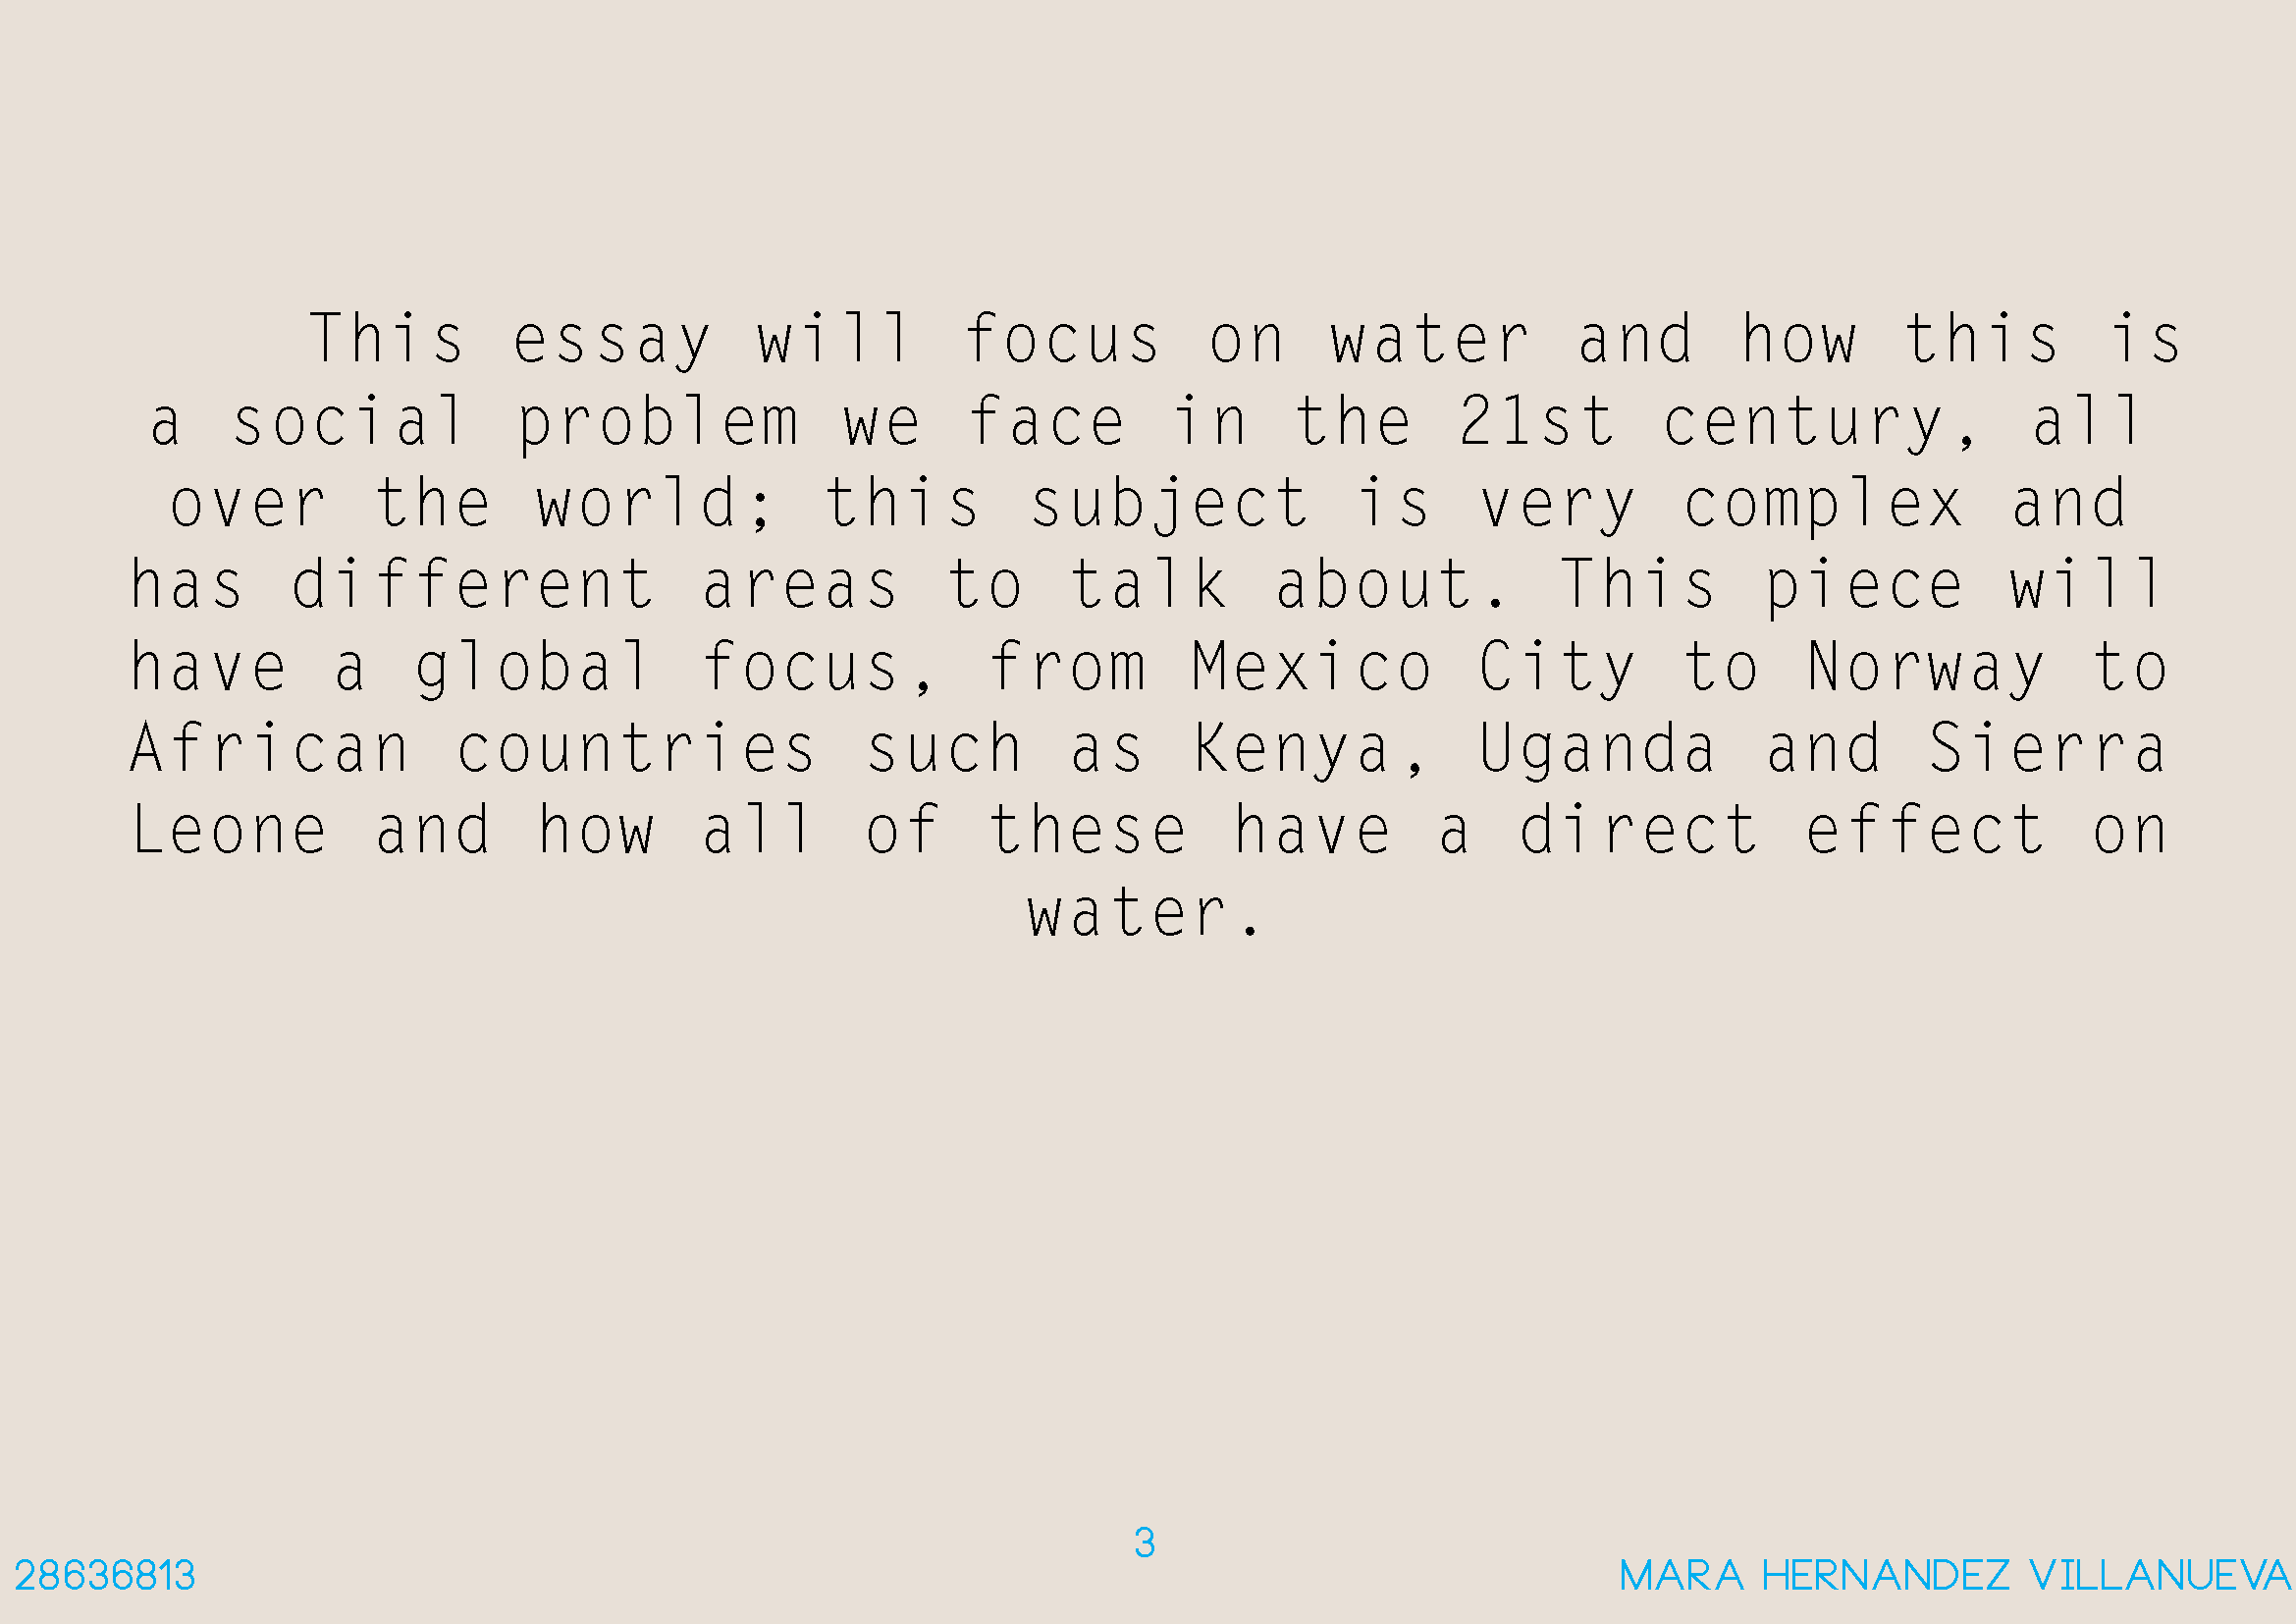 This essay will focus on water and how this is
a social problem we face in the 21st century, all
over the world; this subject is very complex and
has different areas to talk about. This piece will
have a global focus, from Mexico City to Norway to
African countries such as Kenya, Uganda and Sierra
Leone and how all of these have a direct effect on
water.
3
28636813
MARA HERNANDEZ VILLANUEVA